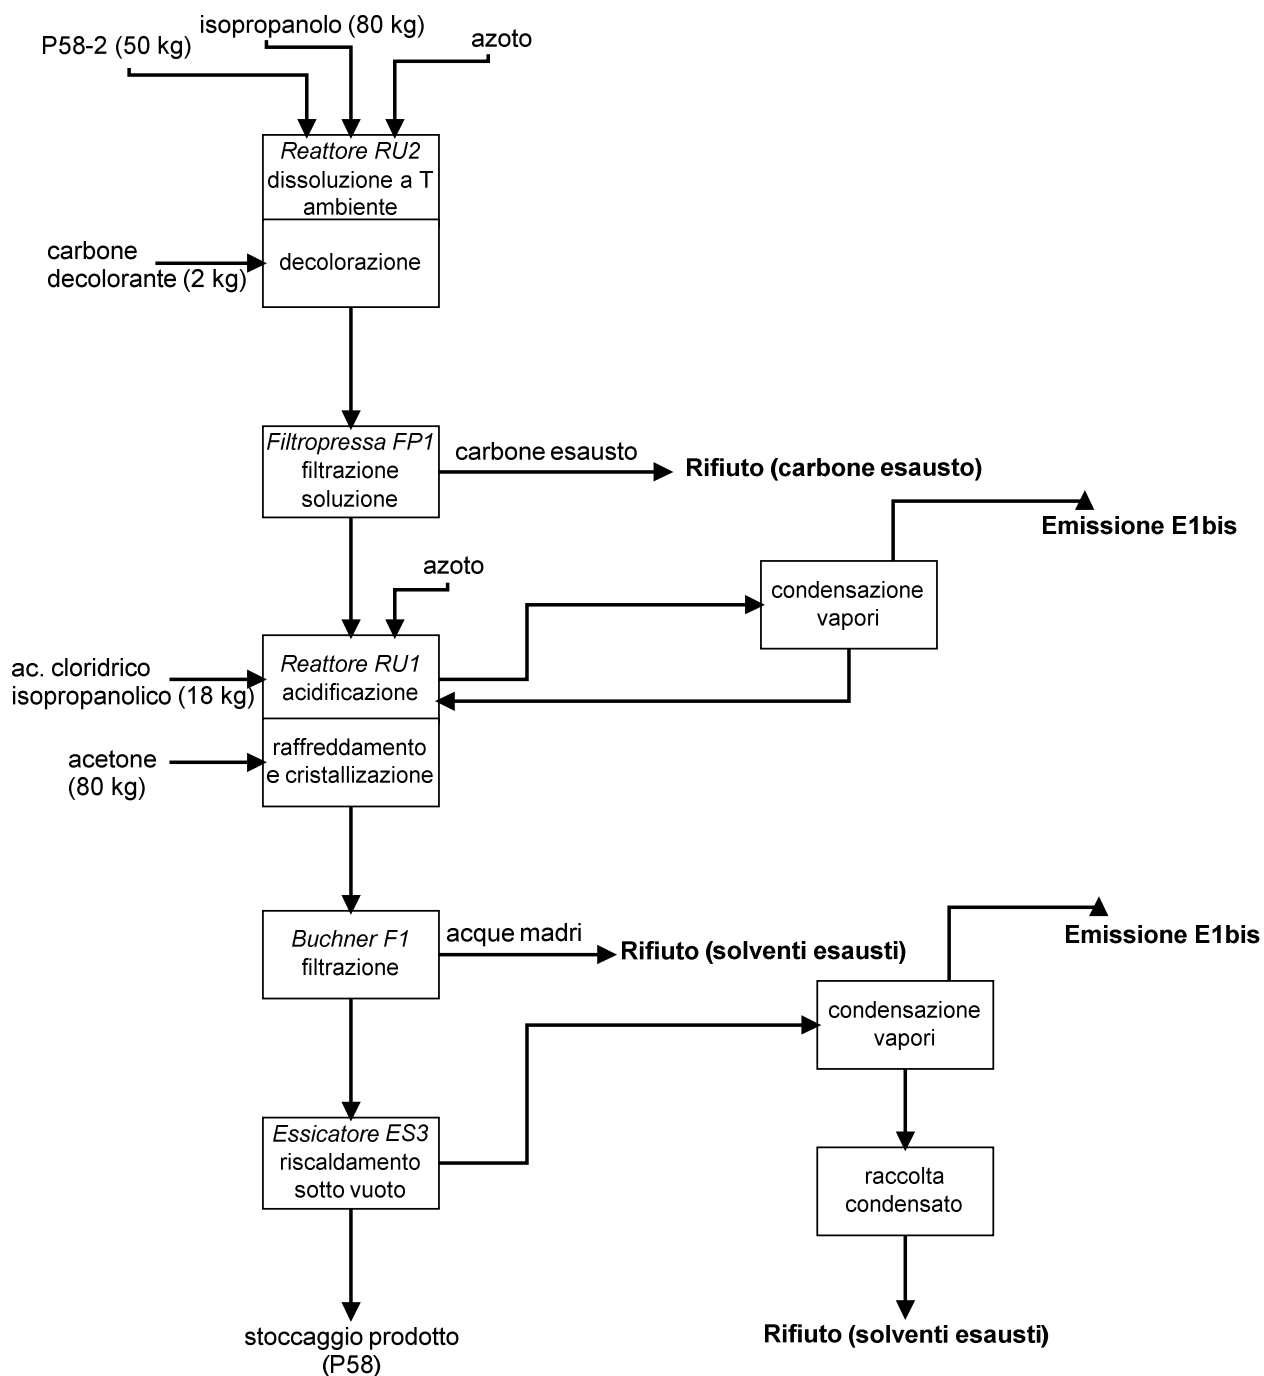 isopropanolo (80 kg)
P58-2 (50 kg)
azoto
Reattore RU2
dissoluzione a T
ambiente
carbone
decolorante (2 kg)
decolorazione
Filtropressa FP1
filtrazione
soluzione
carbone esausto
Rifiuto (carbone esausto)
Emissione E1bis
condensazione
vapori
azoto
ac. cloridrico
isopropanolico (18 kg)
Reattore RU1
acidificazione
acetone
(80 kg)
raffreddamento
e cristallizazione
Buchner F1
filtrazione
acque madri
Rifiuto (solventi esausti)
Emissione E1bis
condensazione
vapori
Essicatore ES3
riscaldamento
sotto vuoto
raccolta
condensato
stoccaggio prodotto
(P58)
Rifiuto (solventi esausti)